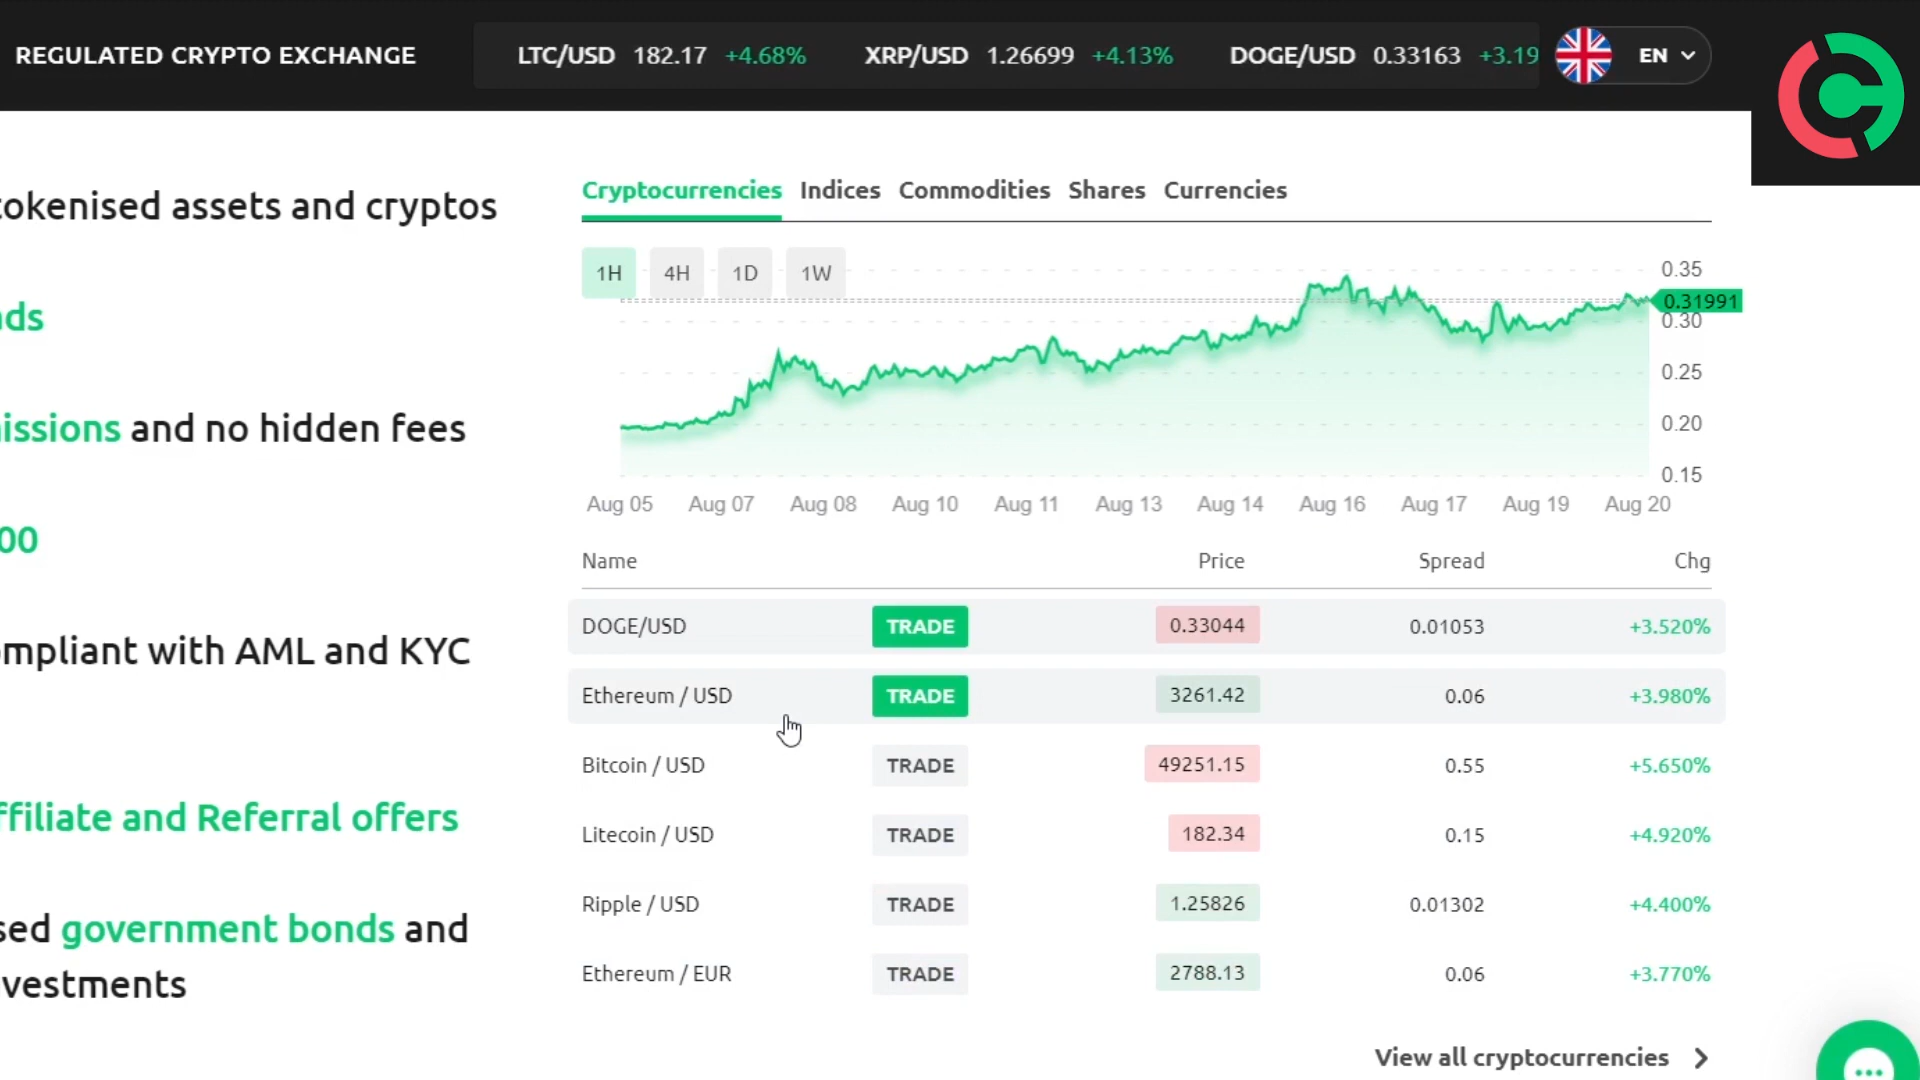 REGULATED CRYPTO EXCHANGE
LTC/USD 182.17 +4.68% XRP/USD 1.26699 +4.13% DOGE/USD 0.33163 +3.19
EN
tokenised assets and cryptos
nds
issions and no hidden fees
00
ompliant with AML and KYC
ffiliate and Referral offers
sed government bonds and
vestments
Cryptocurrencies Indices Commodities Shares Currencies
1H 4H 1D 1W
0.35
0.31991
0.30
0.25
0.20
0.15
Aug 05 Aug 07 Aug 08 Aug 10 Aug 11 Aug 13 Aug 14 Aug 16 Aug 17 Aug 19 Aug 20
Name Price Spread Chg
DOGE/USD TRADE 0.33044 0.01053 +3.520%
Ethereum / USD TRADE 3261.42 0.06 +3.980%
Bitcoin / USD TRADE 49251.15 0.55 +5.650%
Litecoin / USD TRADE 182.34 0.15 +4.920%
Ripple / USD TRADE 1.25826 0.01302 +4.400%
Ethereum / EUR TRADE 2788.13 0.06 +3.770%
View all cryptocurrencies